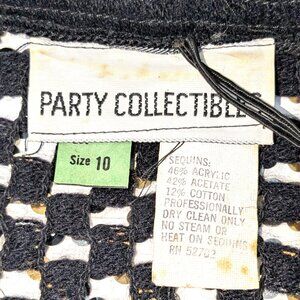 PARTY COLLECTIBLES
Size 10
SEQUINS:
46% ACRYLIC
42% ACETATE
12% COTTON
PROFESSIONALLY
DRY CLEAN ONLY
NO STEAM OR
HEAT ON SEQUINS
RN 52702